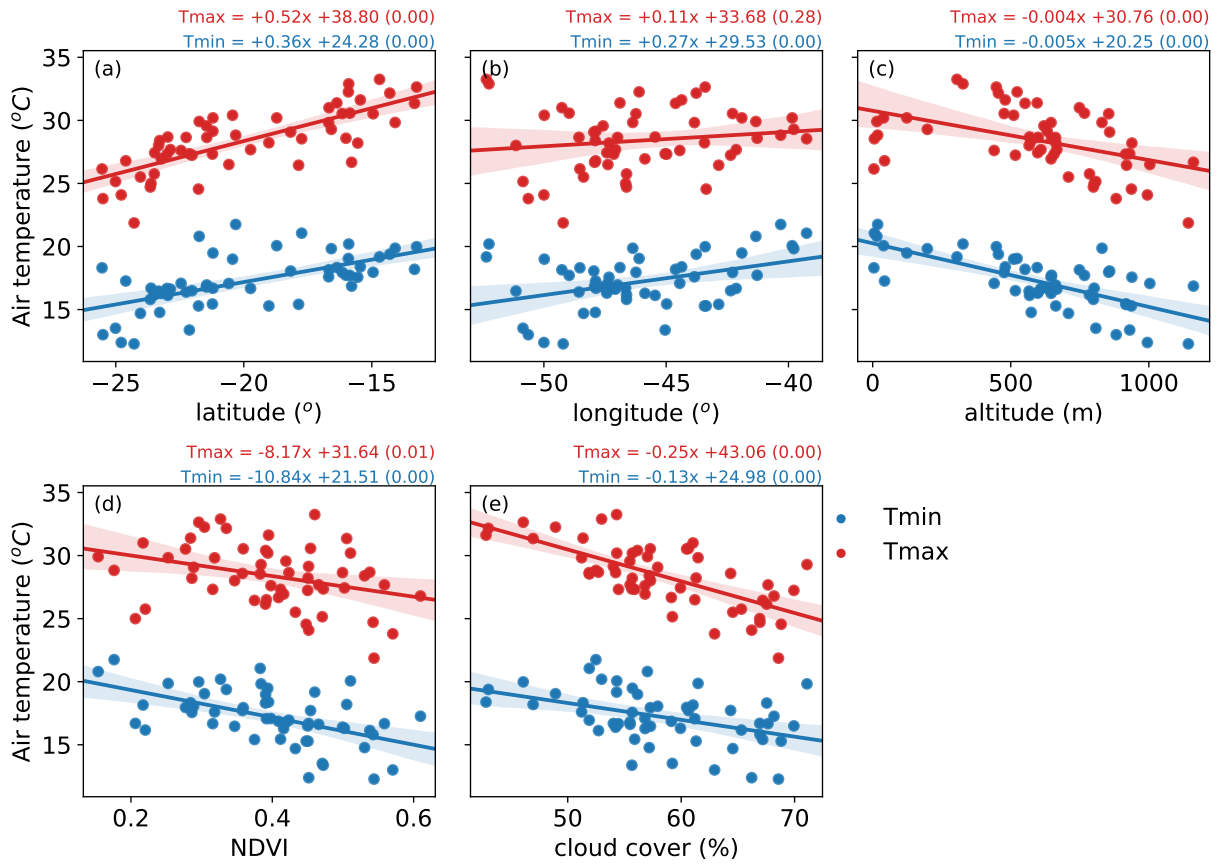 Tmax = +0.52x +38.80 (0.00)
Tmin = +0.36x +24.28 (0.00)
Tmax = +0.11x +33.68 (0.28)
Tmin = +0.27x +29.53 (0.00)
Tmax = -0.004x +30.76 (0.00)
Tmin = -0.005x +20.25 (0.00)
(a)
(b)
(c)
Air temperature (°C)
35
30
25
20
15
−25
−20
−15
latitude (°)
−50
−45
−40
longitude (°)
0
500
1000
altitude (m)
Tmax = -8.17x +31.64 (0.01)
Tmin = -10.84x +21.51 (0.00)
Tmax = -0.25x +43.06 (0.00)
Tmin = -0.13x +24.98 (0.00)
(d)
(e)
Air temperature (°C)
35
30
25
20
15
0.2
0.4
0.6
NDVI
50
60
70
cloud cover (%)
Tmin
Tmax